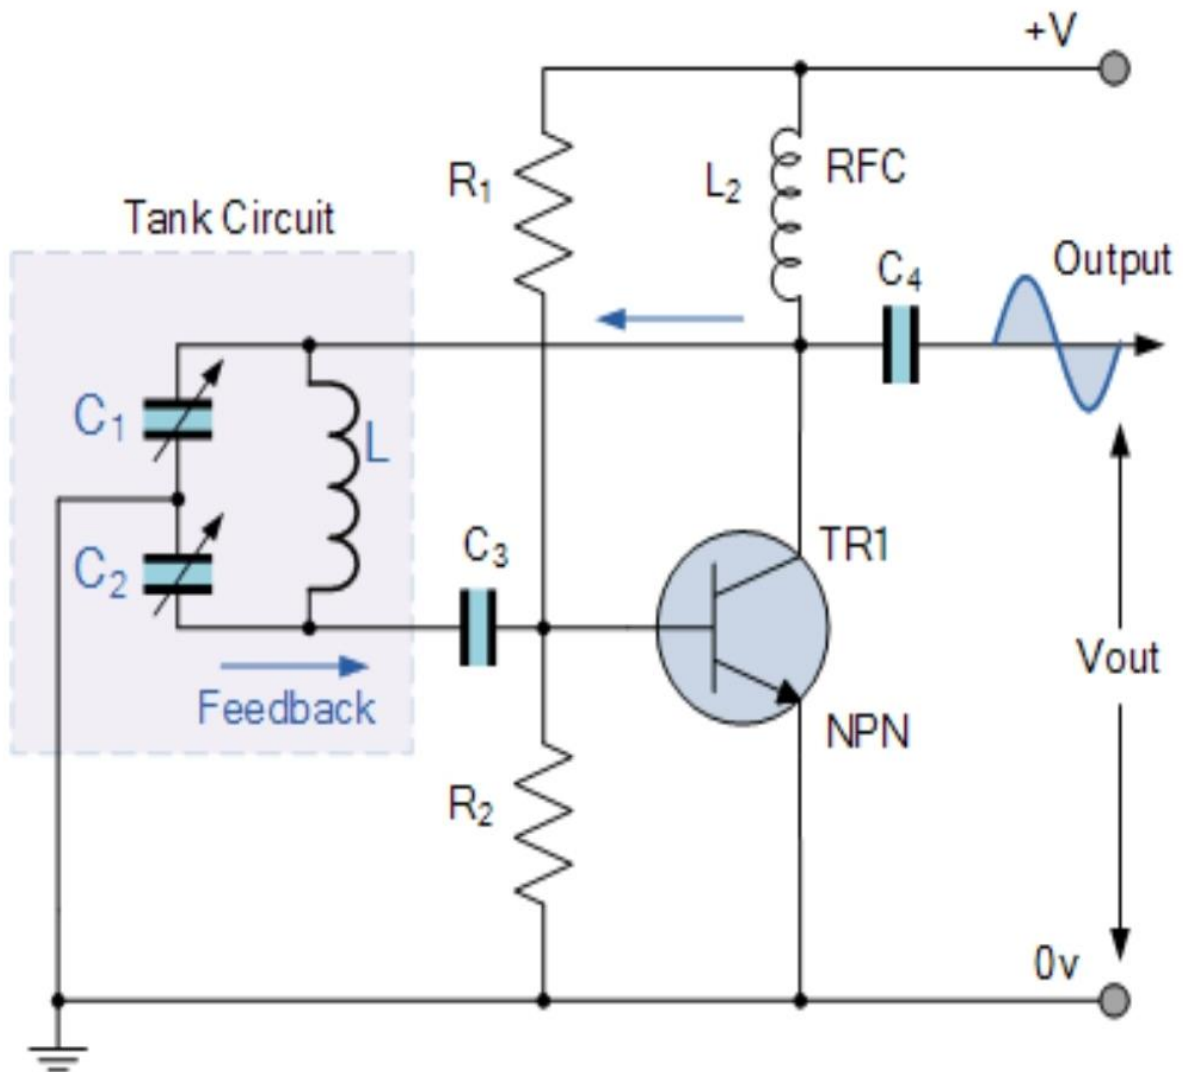 +V
R1
L2
RFC
Tank Circuit
C4
Output
C1
L
C2
C3
TR1
Feedback
Vout
NPN
R2
0v